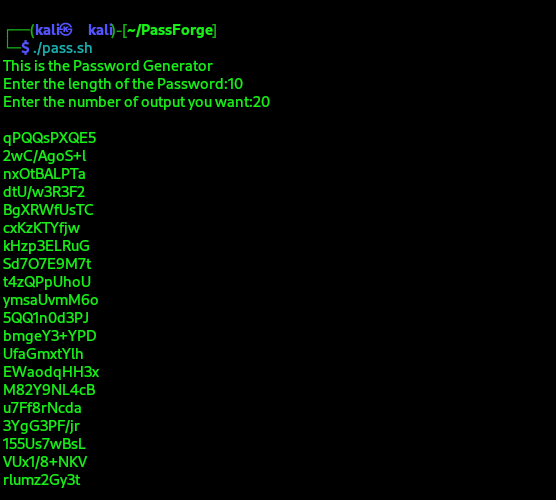 ┌──(kali㉿kali)-[~/PassForge]
└─$ ./pass.sh
This is the Password Generator
Enter the length of the Password:10
Enter the number of output you want:20
qPQQsPXQE5
2wC/AgoS+l
nxOtBALPTa
dtU/w3R3F2
BgXRWfUsTC
cxKzKTYfjw
kHzp3ELRuG
Sd7O7E9M7t
t4zQPpUhoU
ymsaUvmM6o
5QQ1n0d3PJ
bmgeY3+YPD
UfaGmxtYlh
EWaodqHH3x
M82Y9NL4cB
u7Ff8rNcda
3YgG3PF/jr
155Us7wBsL
VUx1/8+NKV
rlumz2Gy3t